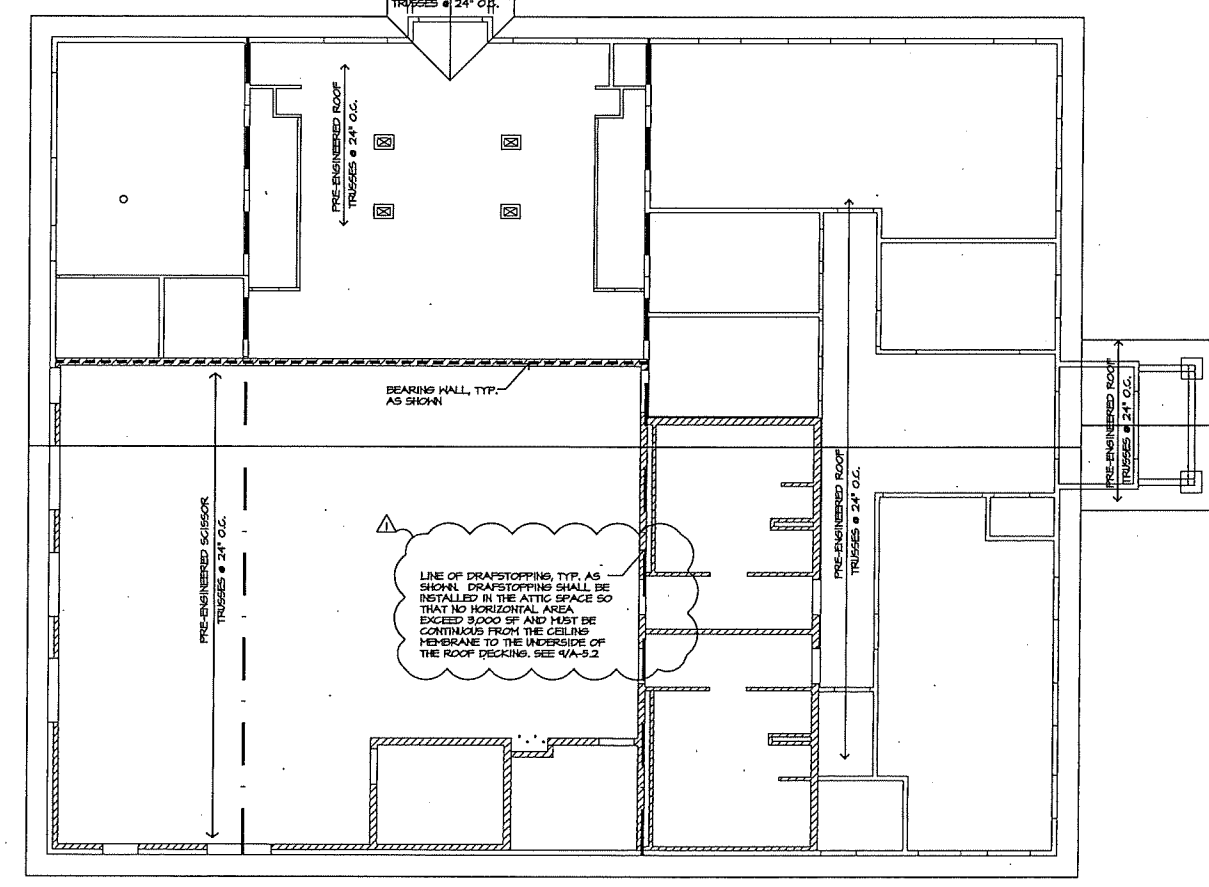 TRUSSES @ 24" O.C.
PRE-ENGINEERED ROOF
TRUSSES @ 24" O.C.
BEARING WALL, TYP.
AS SHOWN
PRE-ENGINEERED SCISSOR
TRUSSES @ 24" O.C.
1
LINE OF DRAFSTOPPING, TYP. AS
SHOWN. DRAFSTOPPING SHALL BE
INSTALLED IN THE ATTIC SPACE SO
THAT NO HORIZONTAL AREA
EXCEED 3,000 SF AND MUST BE
CONTINUOUS FROM THE CEILING
MEMBRANE TO THE UNDERSIDE OF
THE ROOF DECKING. SEE 9/A-5.2
PRE-ENGINEERED ROOF
TRUSSES @ 24" O.C.
PRE-ENGINEERED ROOF
TRUSSES @ 24" O.C.